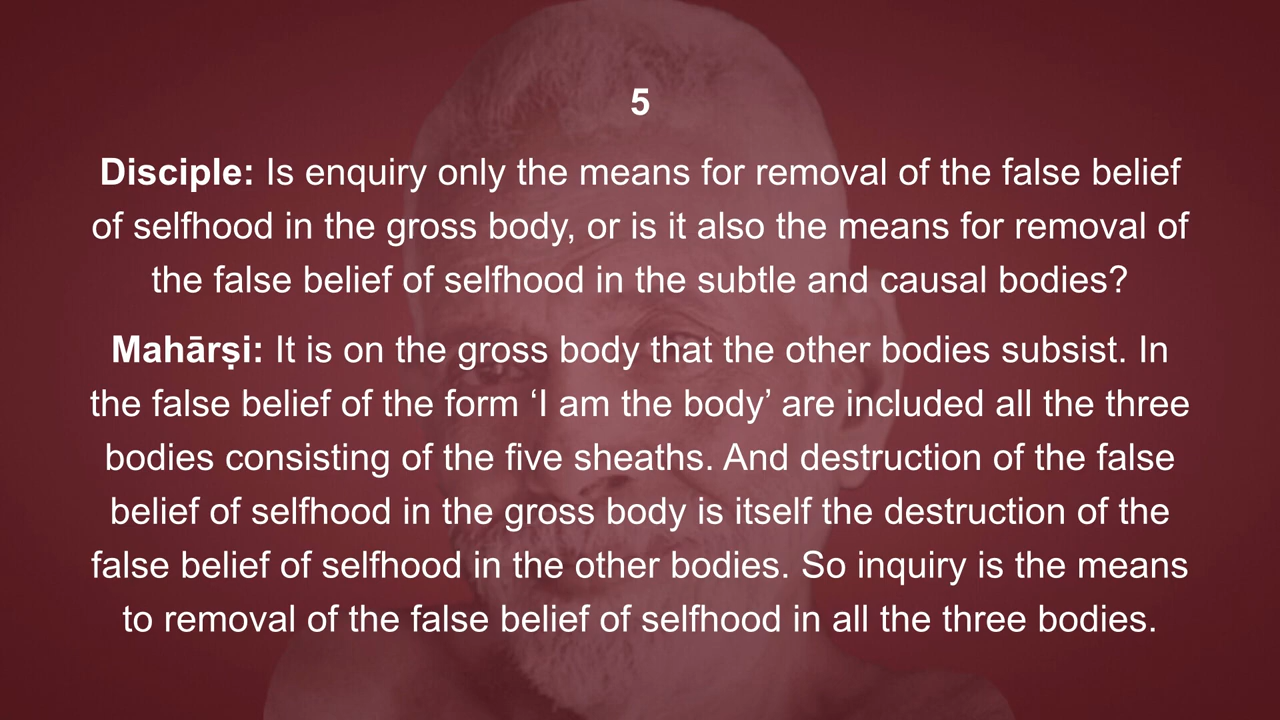 5
Disciple: Is enquiry only the means for removal of the false belief
of selfhood in the gross body, or is it also the means for removal of
the false belief of selfhood in the subtle and causal bodies?
Mahārṣi: It is on the gross body that the other bodies subsist. In
the false belief of the form ‘I am the body’ are included all the three
bodies consisting of the five sheaths. And destruction of the false
belief of selfhood in the gross body is itself the destruction of the
false belief of selfhood in the other bodies. So inquiry is the means
to removal of the false belief of selfhood in all the three bodies.